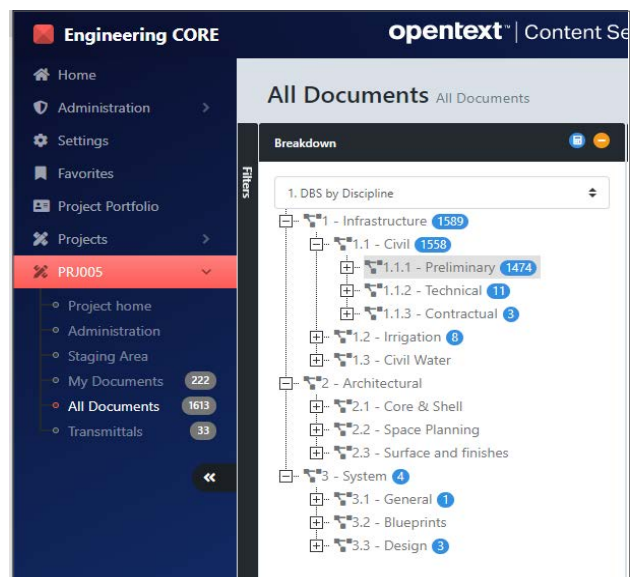 Engineering CORE
opentext™ | Content Se
Home
Administration
Settings
Favorites
Project Portfolio
Projects
PRJ005
Project home
Administration
Staging Area
My Documents 222
All Documents 1613
Transmittals 33
All Documents All Documents
Filters
Breakdown
1. DBS by Discipline
1 - Infrastructure 1589
1.1 - Civil 1558
1.1.1 - Preliminary 1474
1.1.2 - Technical 11
1.1.3 - Contractual 3
1.2 - Irrigation 8
1.3 - Civil Water
2 - Architectural
2.1 - Core & Shell
2.2 - Space Planning
2.3 - Surface and finishes
3 - System 4
3.1 - General 1
3.2 - Blueprints
3.3 - Design 3